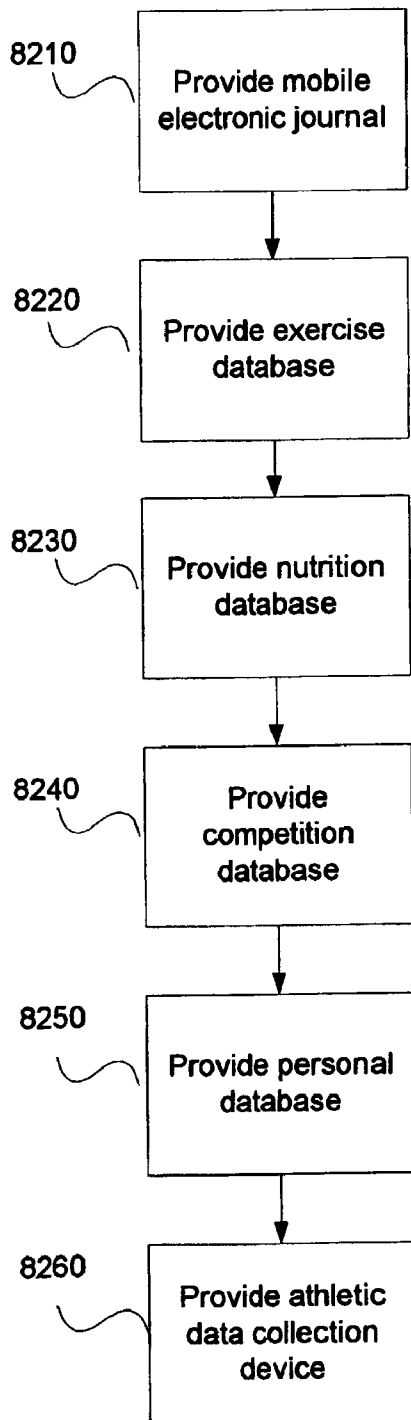 8210
Provide mobile
electronic journal
8220
Provide exercise
database
8230
Provide nutrition
database
8240
Provide
competition
database
8250
Provide personal
database
8260
Provide athletic
data collection
device